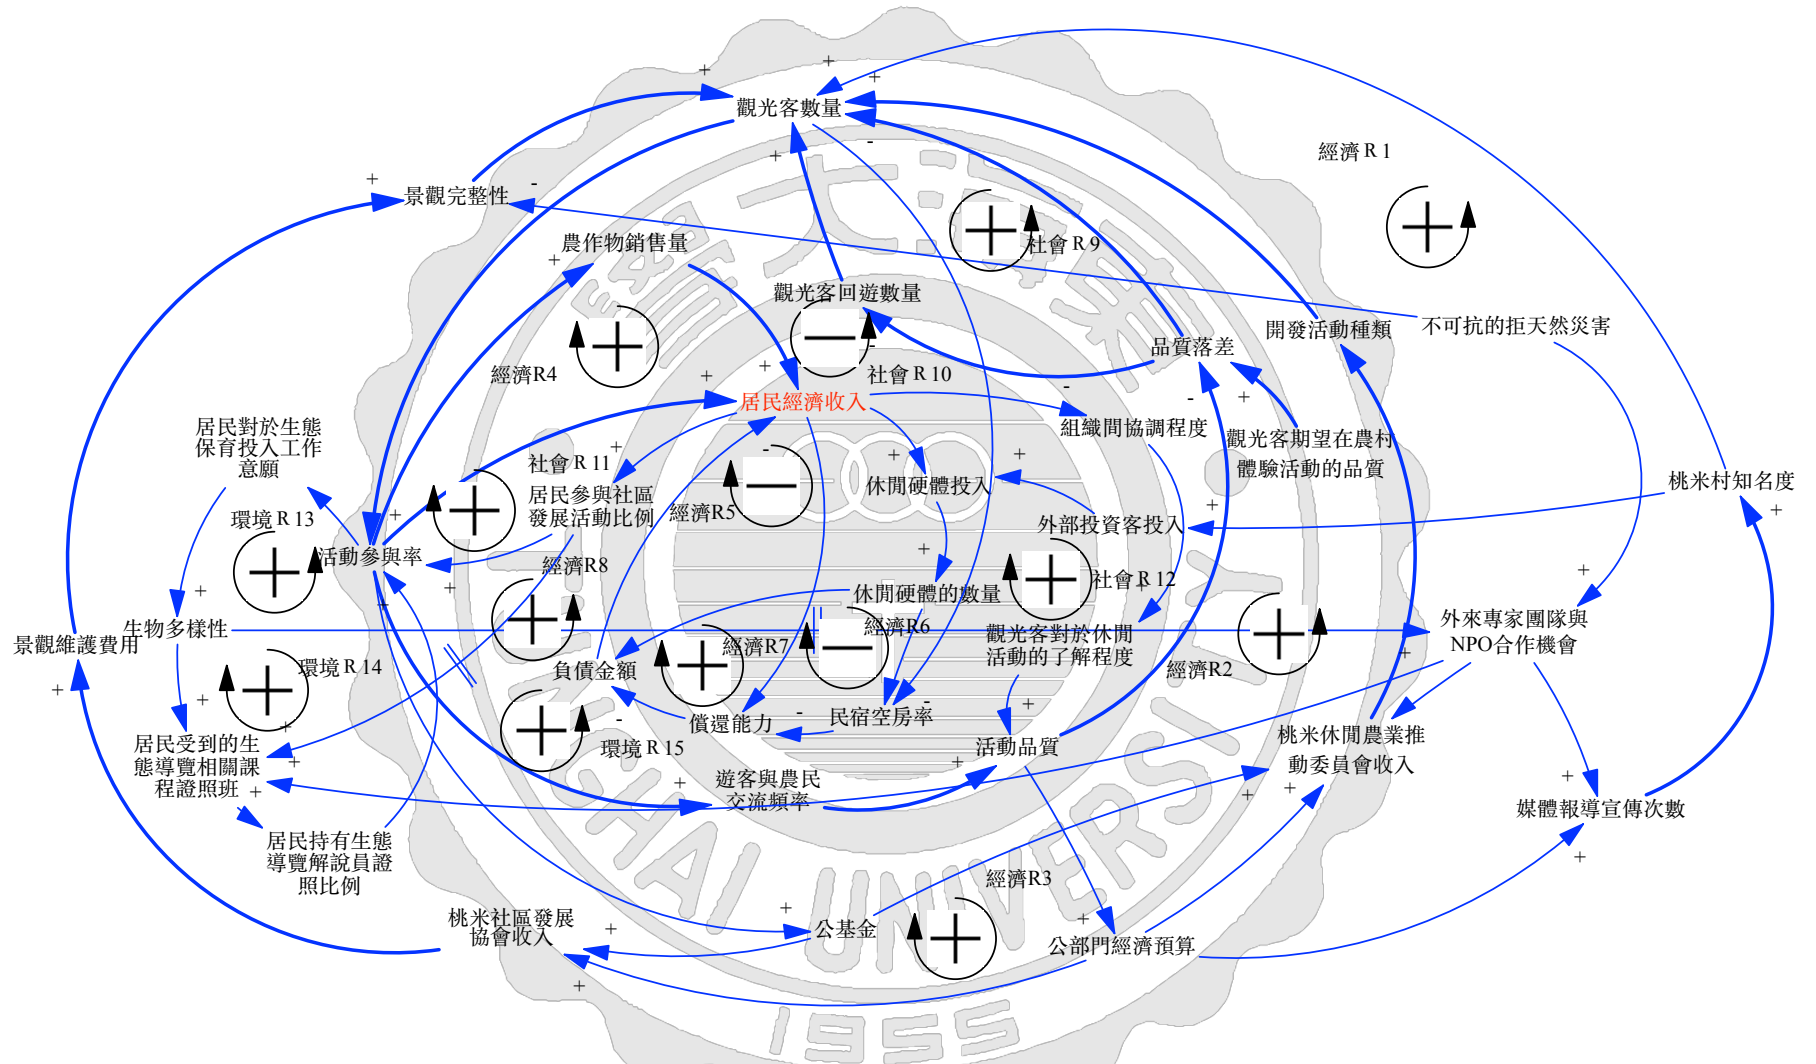 觀光客數量
經濟 R 1
景觀完整性
農作物銷售量
社會 R 9
觀光客回遊數量
開發活動種類
不可抗的拒天然災害
品質落差
經濟R4
社會 R 10
居民經濟收入
組織間協調程度
居民對於生態
保育投入工作
意願
觀光客期望在農村
體驗活動的品質
社會 R 11
休閒硬體投入
桃米村知名度
居民參與社區
發展活動比例
經濟R5
環境 R 13
外部投資客投入
活動參與率
經濟R8
社會 R 12
休閒硬體的數量
生物多樣性
景觀維護費用
經濟R6
經濟R7
觀光客對於休閒
活動的了解程度
外來專家團隊與
NPO合作機會
環境 R 14
負債金額
經濟R2
償還能力
民宿空房率
活動品質
桃米休閒農業推
動委員會收入
居民受到的生
態導覽相關課
程證照班
環境 R 15
遊客與農民
交流頻率
媒體報導宣傳次數
居民持有生態
導覽解說員證
照比例
經濟R3
桃米社區發展
協會收入
公基金
公部門經濟預算
UNIVERSITY
1955